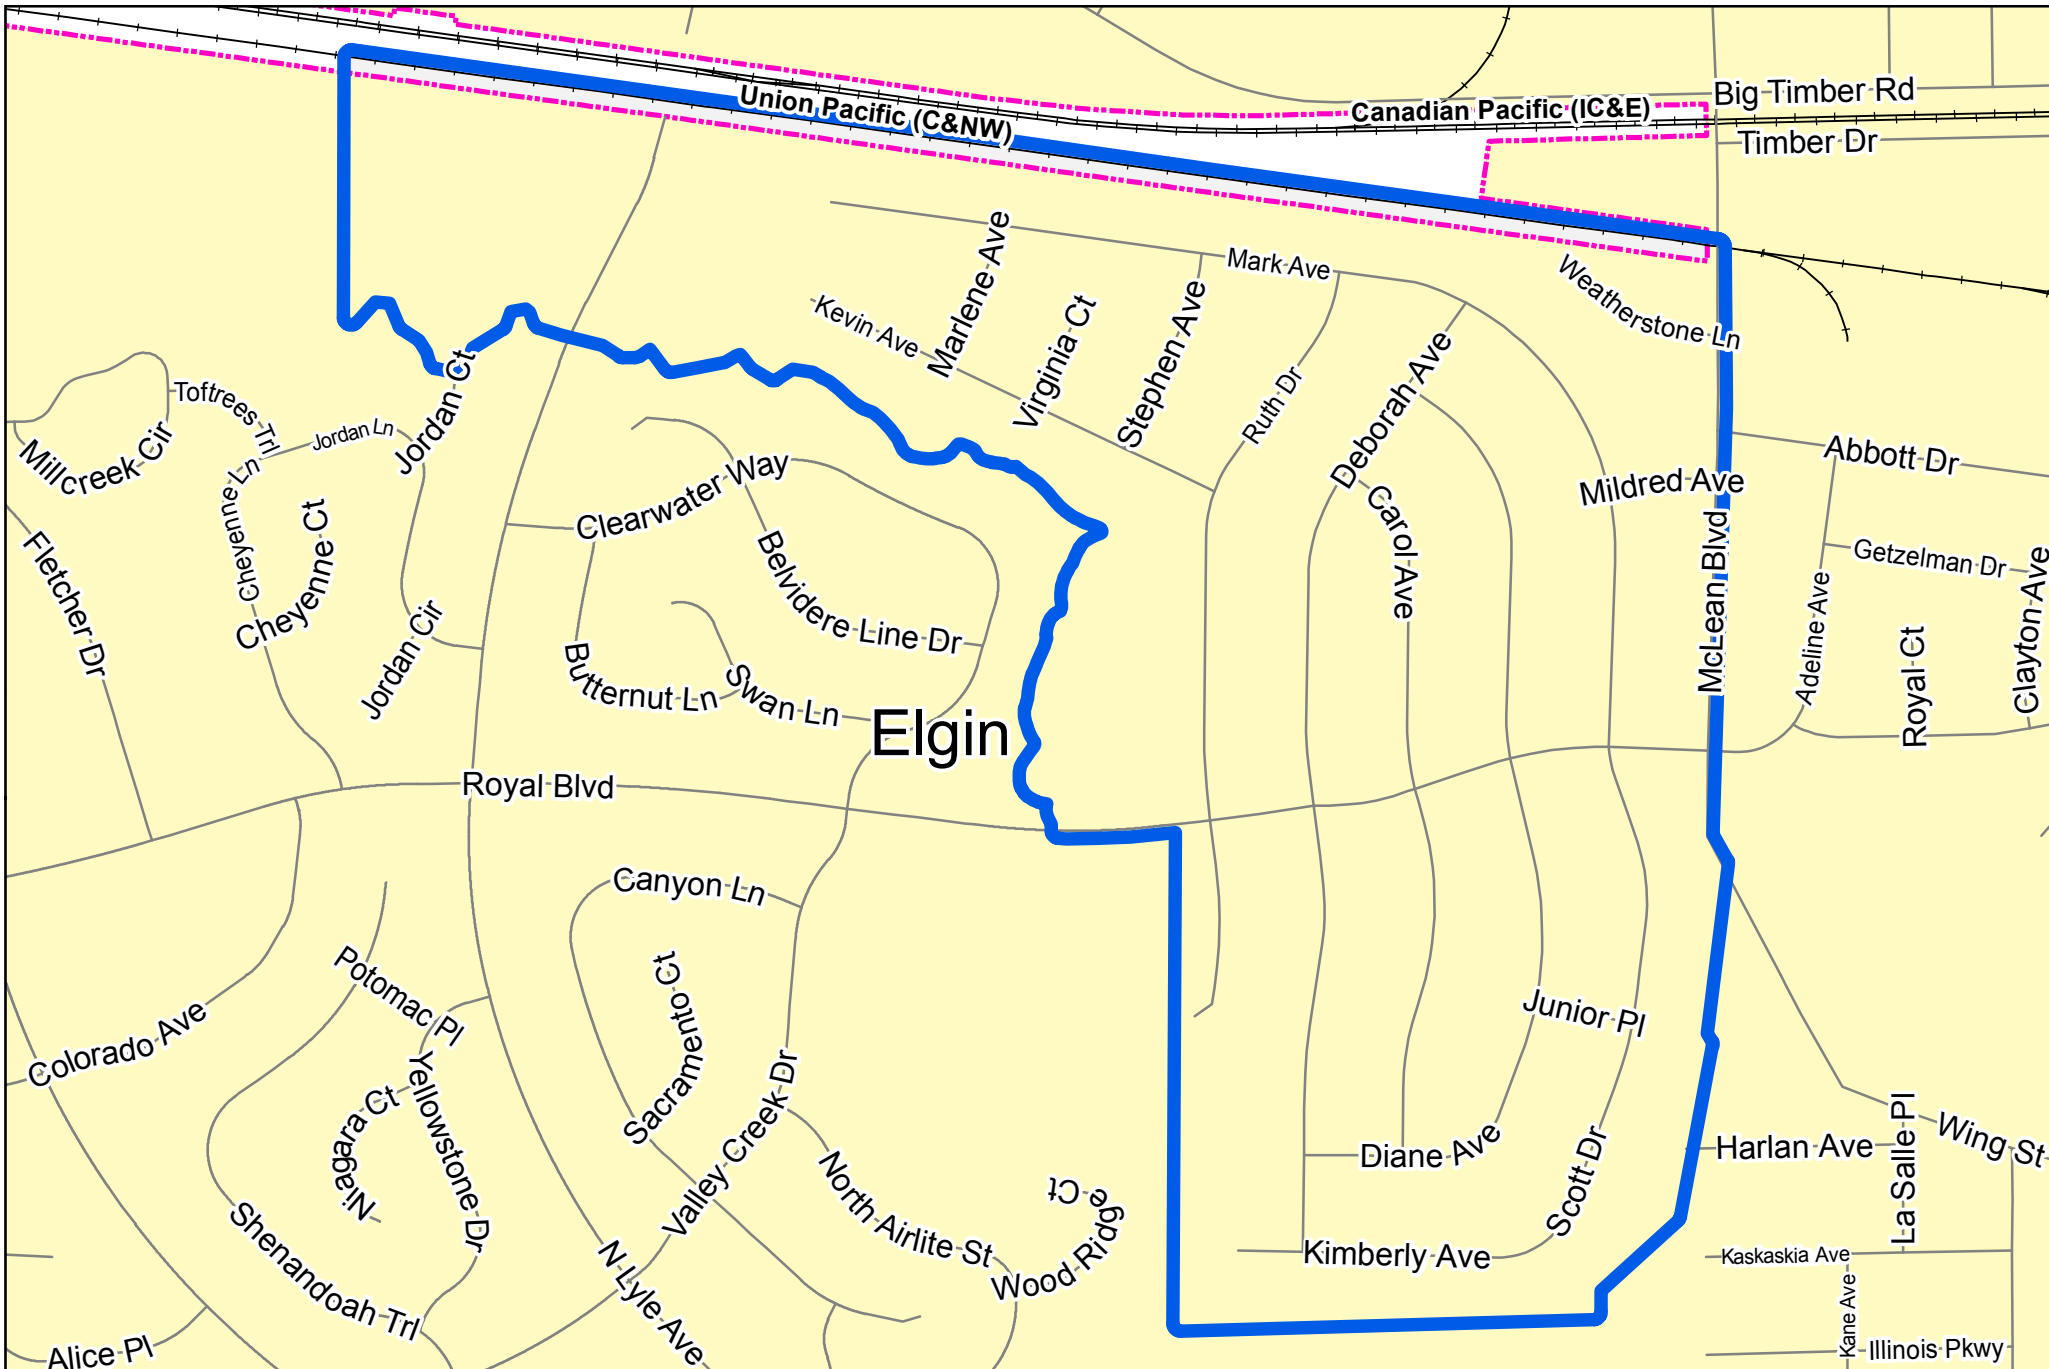 Big Timber Rd
Union Pacific (C&NW)
Canadian Pacific (IC&E)
Timber Dr
Marlene Ave
Mark Ave
Weatherstone Ln
Kevin Ave
Virginia Ct
Stephen Ave
Ruth Dr
Deborah Ave
Jordan Ct
Toftrees Trl
Jordan Ln
Millcreek Cir
Cheyenne Ln
Cheyenne Ct
Clearwater Way
Carol Ave
Mildred Ave
Abbott Dr
McLean Blvd
Getzelman Dr
Fletcher Dr
Belvidere Line Dr
Adeline Ave
Royal Ct
Clayton Ave
Jordan Cir
Butternut Ln
Swan Ln
Elgin
Royal Blvd
Canyon Ln
Potomac Pl
Sacramento Ct
Colorado Ave
Junior Pl
Niagara Ct
Yellowstone Dr
Valley Creek Dr
North Airlite St
Wood Ridge Ct
Diane Ave
Scott Dr
Harlan Ave
La Salle Pl
Wing St
Shenandoah Trl
N Lyle Ave
Kimberly Ave
Kaskaskia Ave
Kane Ave
Alice Pl
Illinois Pkwy